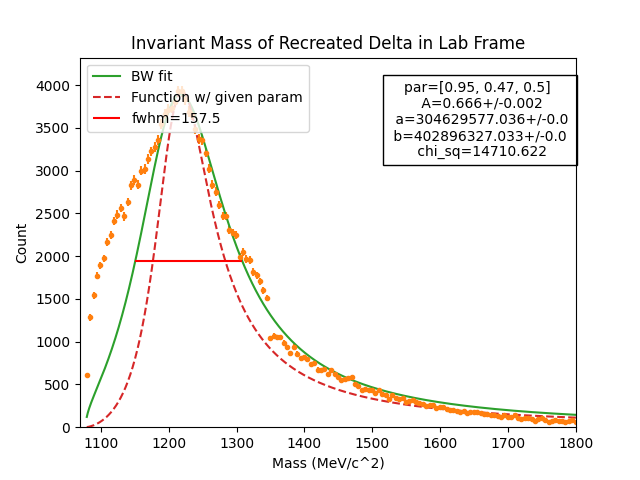 Invariant Mass of Recreated Delta in Lab Frame
BW fit
Function w/ given param
fwhm=157.5
par=[0.95, 0.47, 0.5]
A=0.666+/-0.002
a=304629577.036+/-0.0
b=402896327.033+/-0.0
chi_sq=14710.622
4000
3500
3000
2500
2000
1500
1000
500
0
Count
1100 1200 1300 1400 1500 1600 1700 1800
Mass (MeV/c^2)